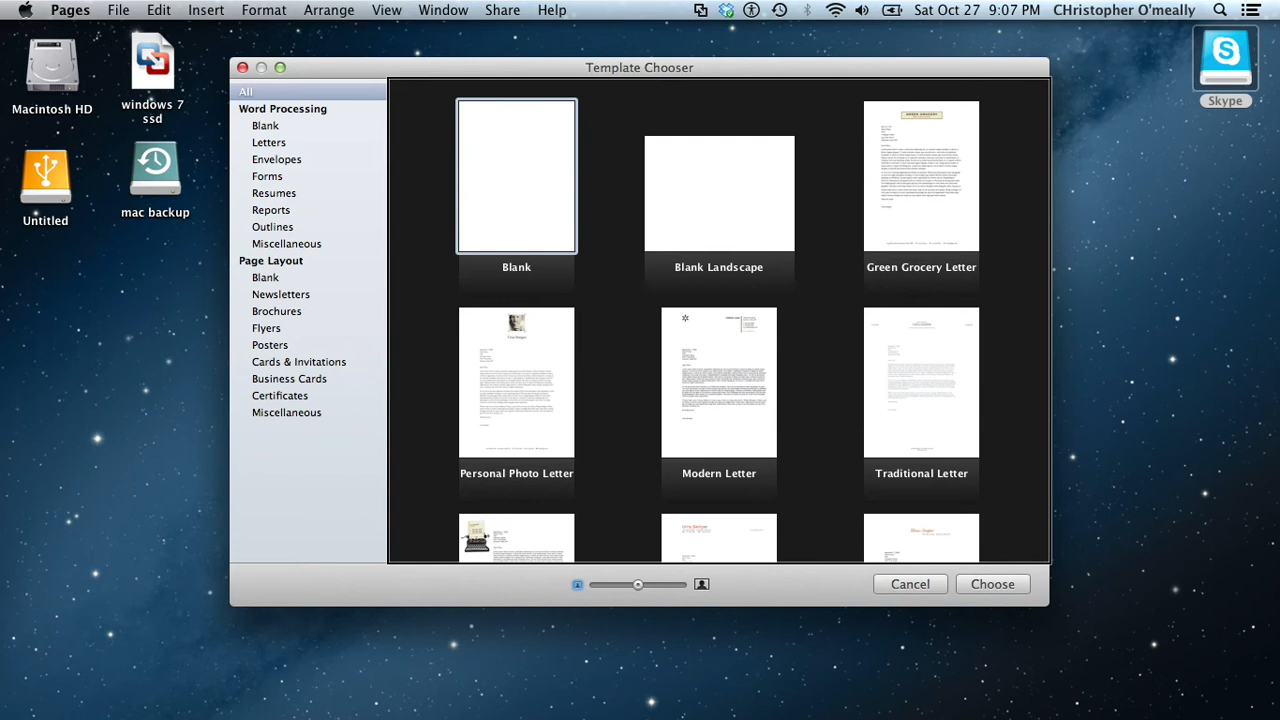 Pages File Edit Insert Format Arrange View Window Share Help Sat Oct 27 9:07 PM CHristopher O'meally
Macintosh HD
windows 7
ssd
Untitled
mac backup
Skype
Template Chooser
All
Word Processing
Blank
Letters
Envelopes
Forms
Resumes
Reports
Outlines
Miscellaneous
Page Layout
Blank
Newsletters
Brochures
Flyers
Posters
Cards & Invitations
Business Cards
Certificates
Miscellaneous
Blank
Blank Landscape
GREEN GROCERY
Green Grocery Letter
Personal Photo Letter
Modern Letter
Traditional Letter
Cancel
Choose